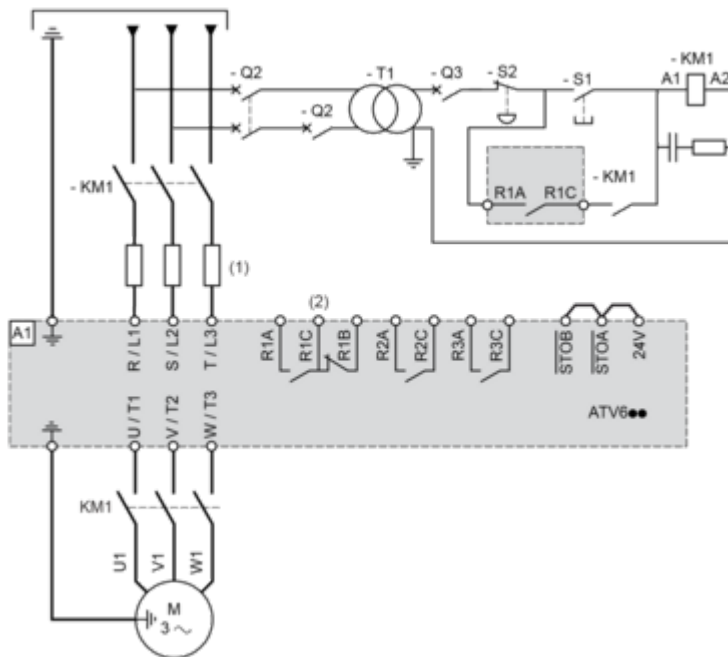 - Q2
- T1
- Q3
- S2
- S1
- KM1
A1
A2
- Q2
- KM1
R1A
R1C
- KM1
(1)
(2)
A1
R / L1
S / L2
T / L3
R1A
R1C
R1B
R2A
R2C
R3A
R3C
STOB
STOA
24V
U / T1
V / T2
W / T3
ATV6●●
KM1
U1
V1
W1
M
3 ~